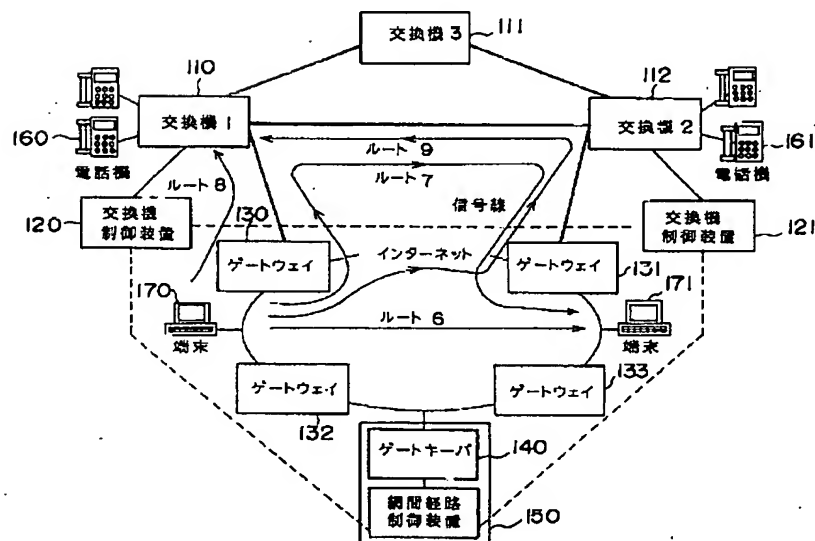 交換機3
111
110
交換機1
112
交換機2
160
161
電話機
電話機
ルート9
ルート7
ルート8
信号線
120
交換機
制御装置
130
ゲートウェイ
インターネット
ゲートウェイ
131
交換機
制御装置
121
170
端末
171
端末
ルート6
ゲートウェイ
132
ゲートウェイ
133
ゲートキーパ
140
網間経路
制御装置
150